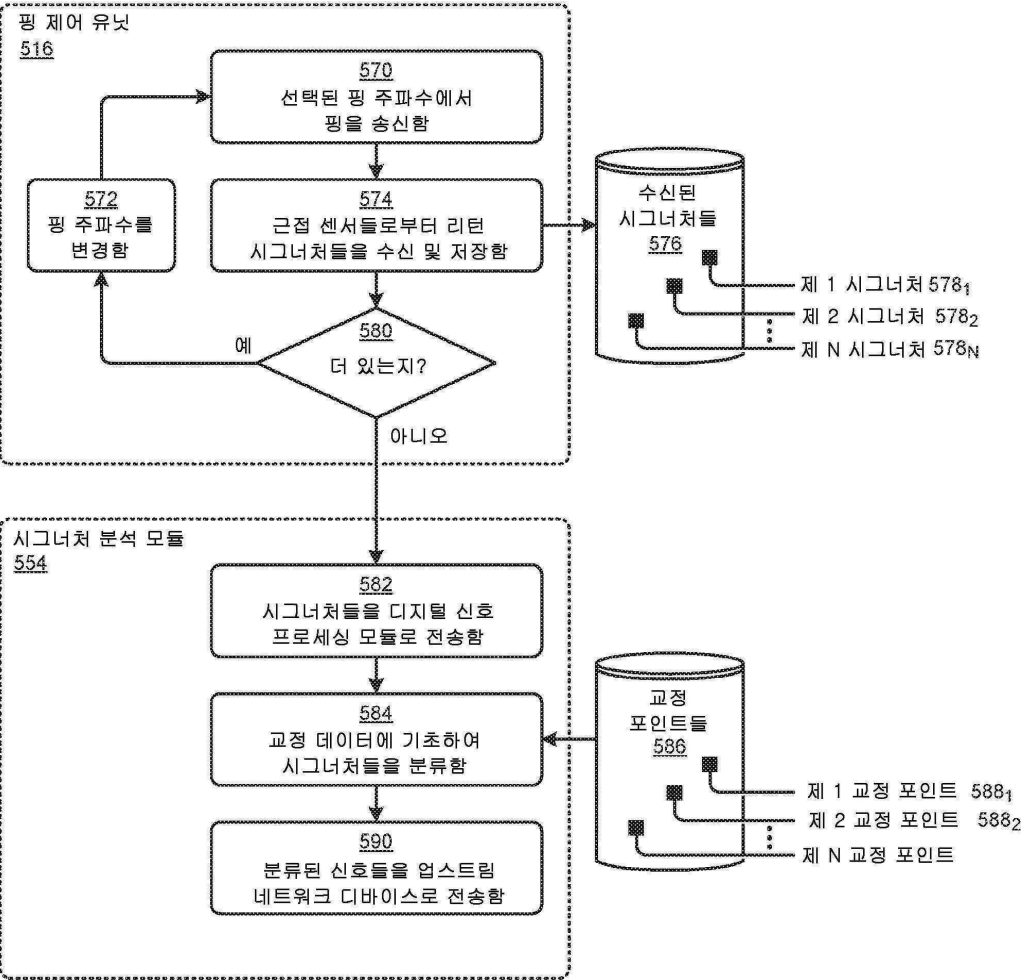 핑 제어 유닛
516
570
선택된 핑 주파수에서
핑을 송신함
572
핑 주파수를
변경함
574
근접 센서들로부터 리턴
시그너처들을 수신 및 저장함
580
더 있는지?
예
아니오
수신된
시그너처들
576
제 1 시그너처 578₁
제 2 시그너처 578₂
제 N 시그너처 578N
시그너처 분석 모듈
554
582
시그너처들을 디지털 신호
프로세싱 모듈로 전송함
584
교정 데이터에 기초하여
시그너처들을 분류함
590
분류된 신호들을 업스트림
네트워크 디바이스로 전송함
교정
포인트들
586
제 1 교정 포인트 588₁
제 2 교정 포인트 588₂
제 N 교정 포인트